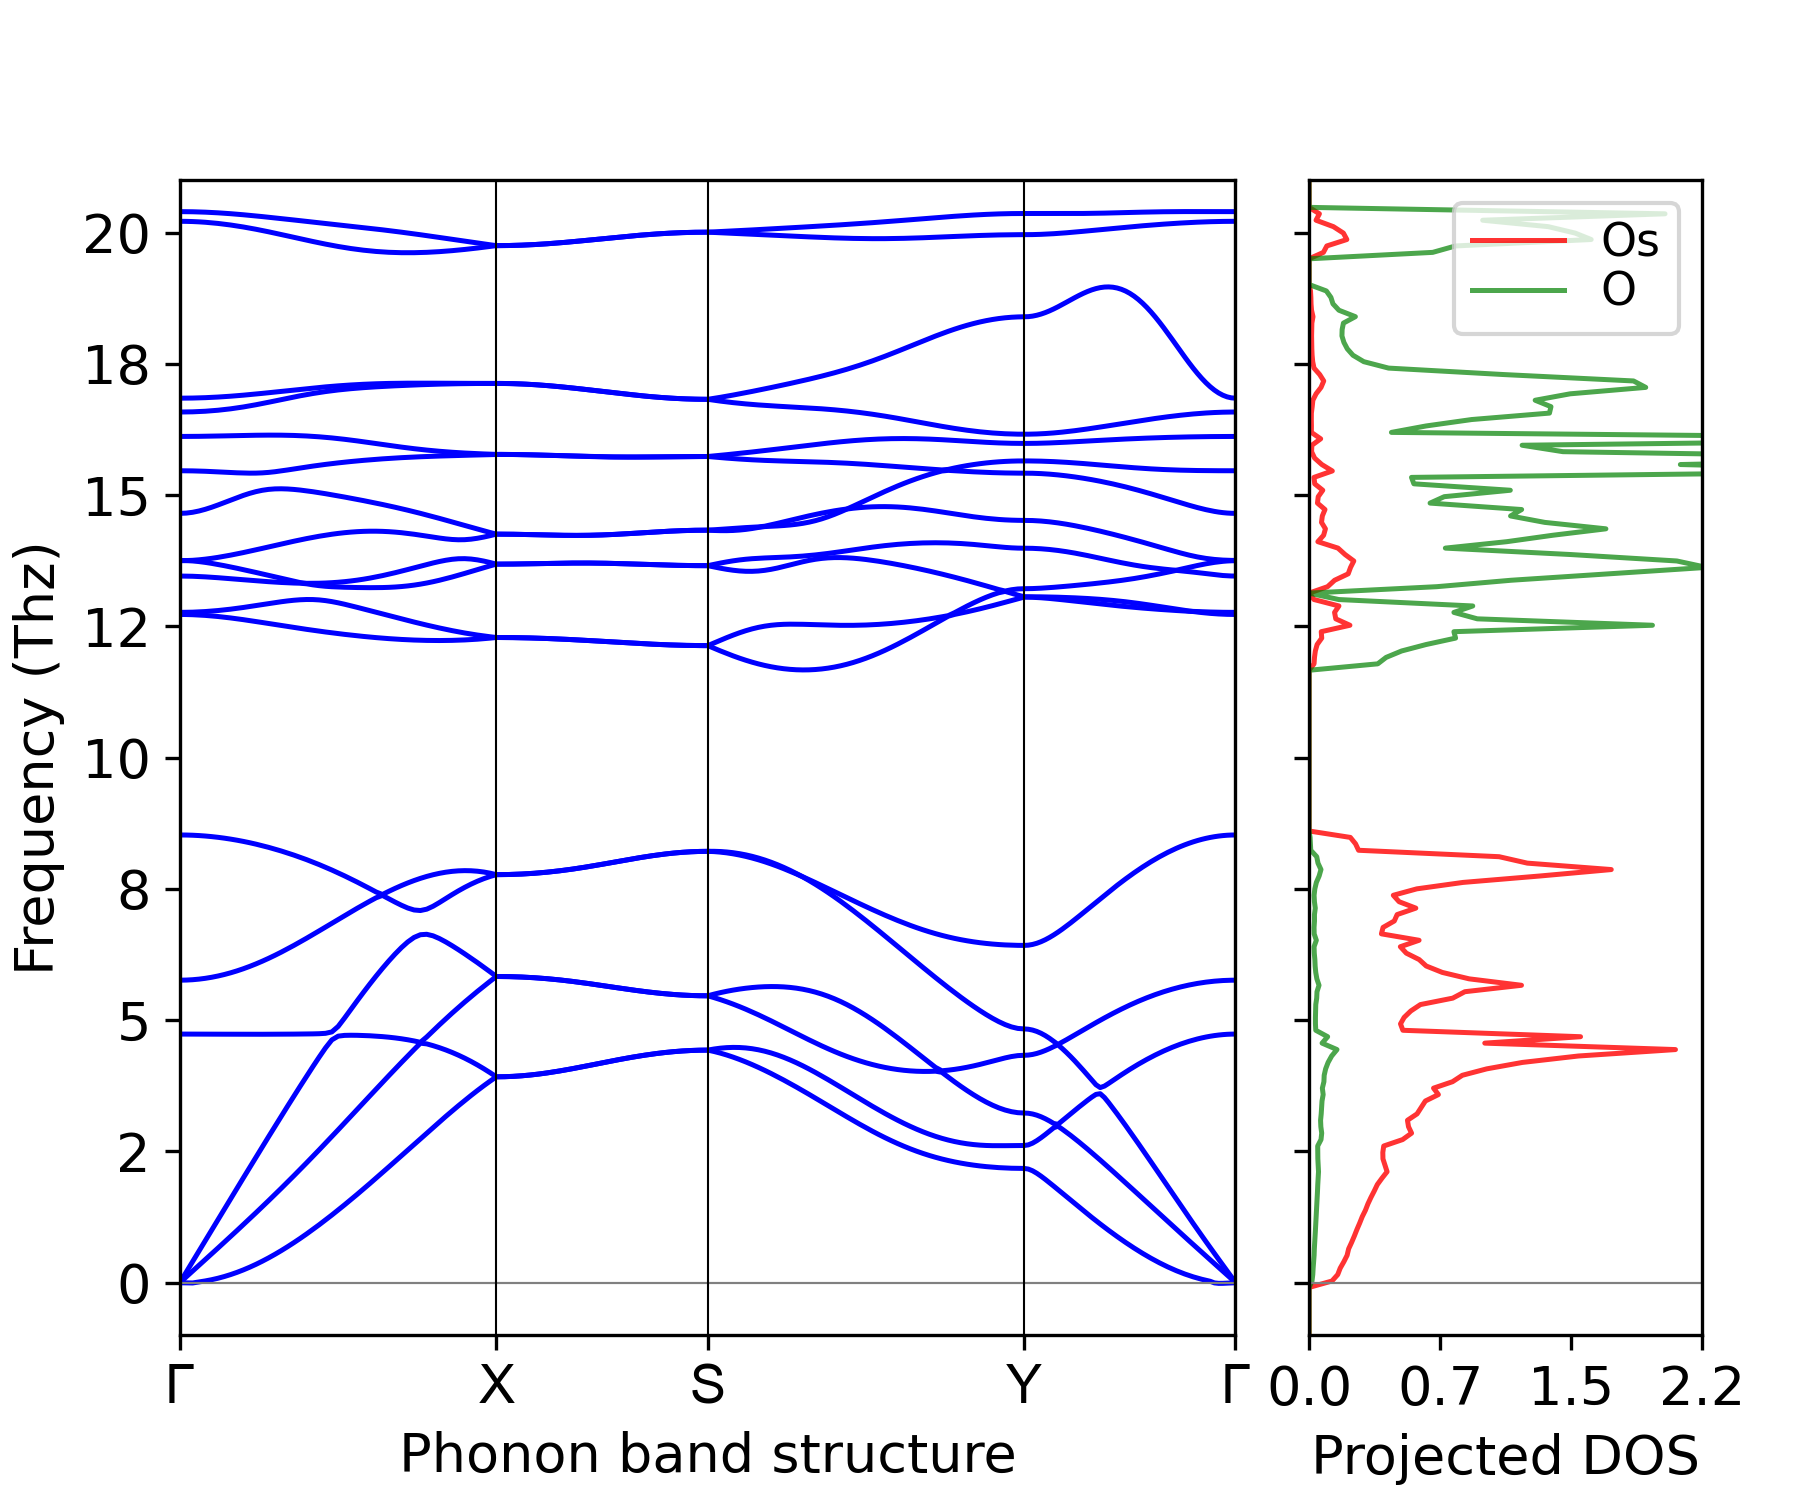 Frequency (Thz)
20
18
15
12
10
8
5
2
0
Γ X S Y Γ
Phonon band structure
Os
O
0.0 0.7 1.5 2.2
Projected DOS